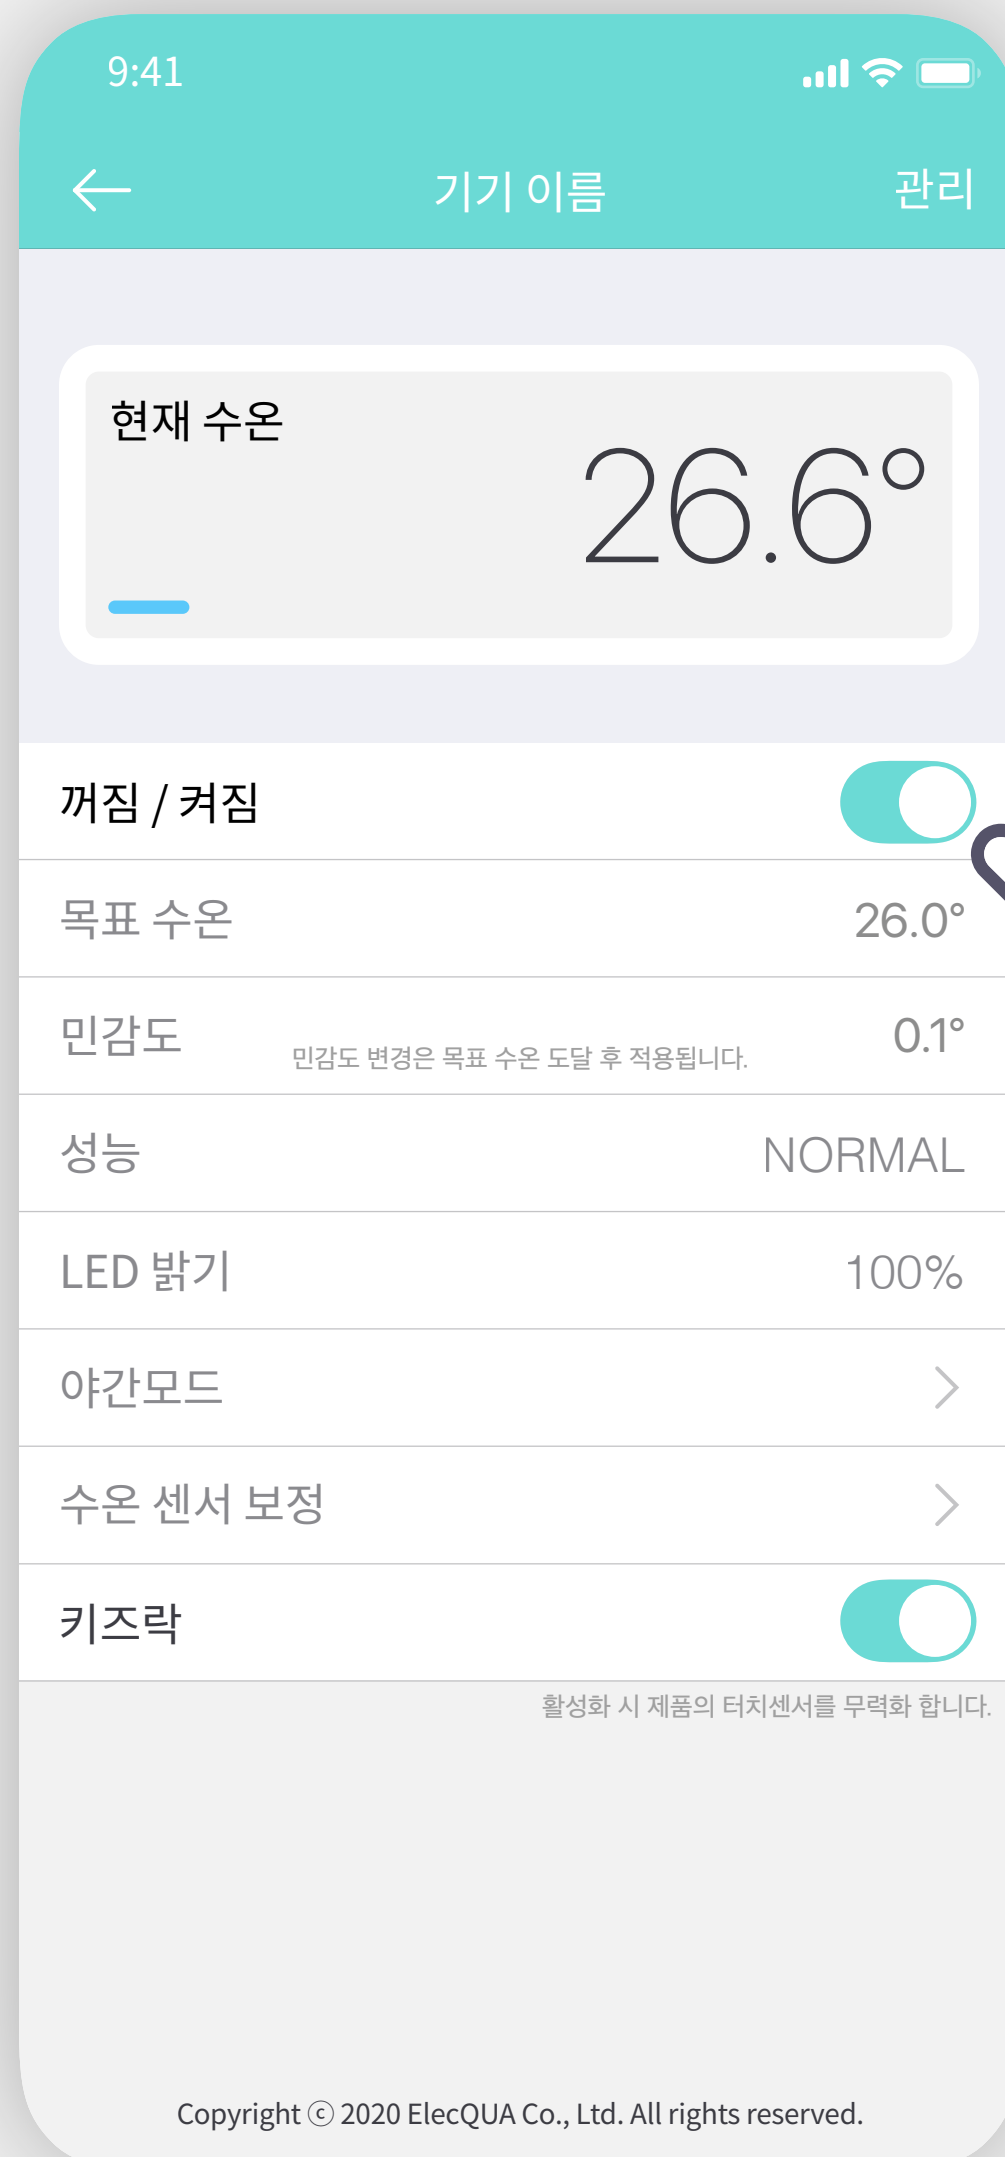 9:41
기기 이름
관리
현재 수온
26.6°
꺼짐 / 켜짐
목표 수온
26.0°
민감도
민감도 변경은 목표 수온 도달 후 적용됩니다.
0.1°
성능
NORMAL
LED 밝기
100%
야간모드
수온 센서 보정
키즈락
활성화 시 제품의 터치센서를 무력화 합니다.
Copyright ⓒ 2020 ElecQUA Co., Ltd. All rights reserved.